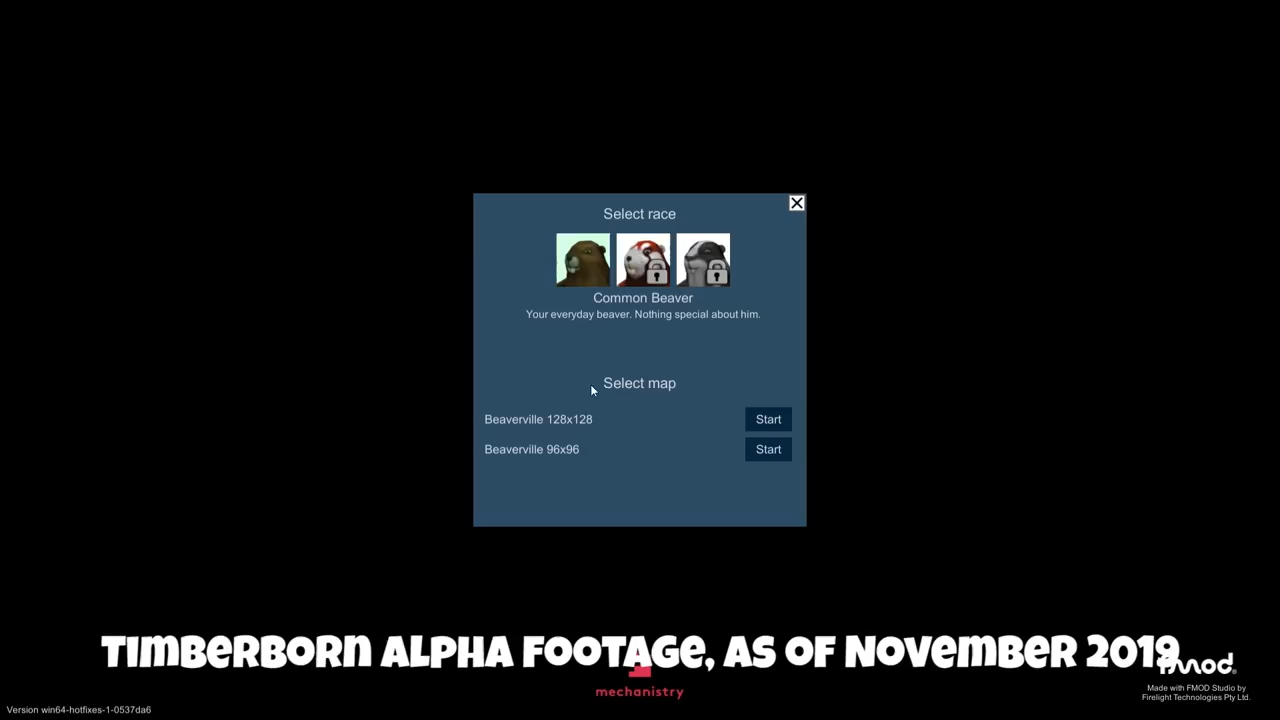 Select race
Common Beaver
Your everyday beaver. Nothing special about him.
Select map
Beaverville 128x128
Start
Beaverville 96x96
Start
Timberborn Alpha Footage, as of November 2019
fmod
mechanistry
Made with FMOD Studio by
Firelight Technologies Pty Ltd.
Version win64-hotfixes-1-0537da6